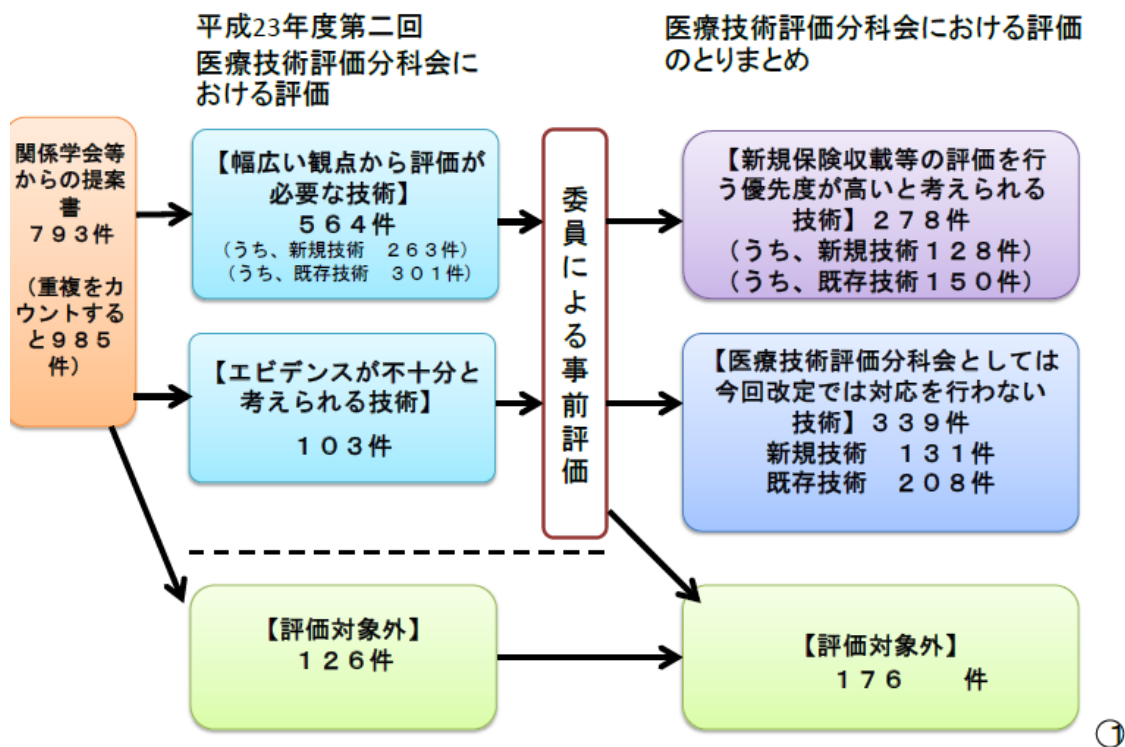 平成23年度第二回
医療技術評価分科会に
おける評価
医療技術評価分科会における評価
のとりまとめ
関係学会等
からの提案
書
７９３件
（重複をカ
ウントする
と９８５
件）
【幅広い観点から評価が
必要な技術】
５６４件
（うち、新規技術　２６３件）
（うち、既存技術　３０１件）
【エビデンスが不十分と
考えられる技術】
１０３件
【評価対象外】
１２６件
委員による事前評価
【新規保険収載等の評価を行
う優先度が高いと考えられる
技術】２７８件
（うち、新規技術１２８件）
（うち、既存技術１５０件）
【医療技術評価分科会としては
今回改定では対応を行わない
技術】３３９件
新規技術　１３１件
既存技術　２０８件
【評価対象外】
１７６　　件
①